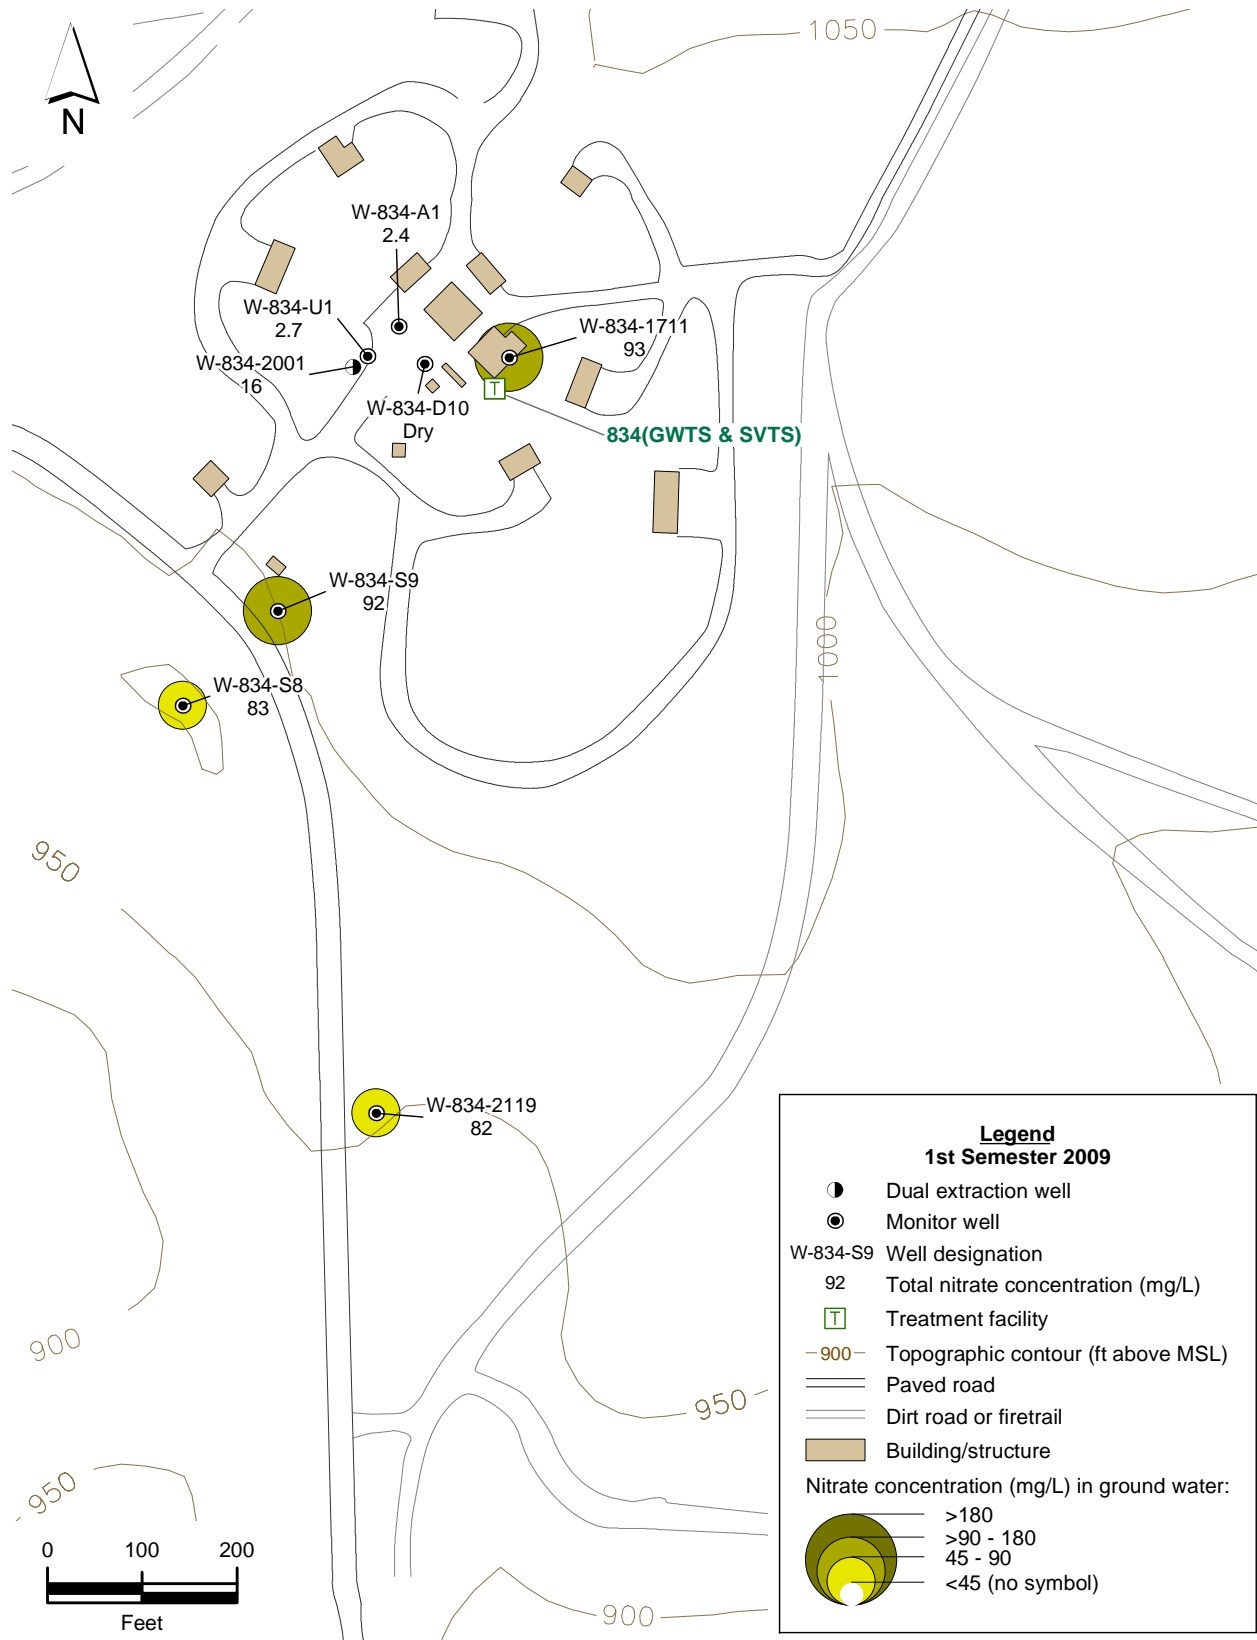 1050
N
W-834-A1
2.4
W-834-U1
2.7
W-834-1711
93
W-834-2001
16
W-834-D10
Dry
834(GWTS & SVTS)
T
W-834-S9
92
1000
W-834-S8
83
950
W-834-2119
82
900
950
950
900
0 100 200
Feet
Legend
1st Semester 2009
Dual extraction well
Monitor well
W-834-S9 Well designation
92 Total nitrate concentration (mg/L)
T Treatment facility
900 Topographic contour (ft above MSL)
Paved road
Dirt road or firetrail
Building/structure
Nitrate concentration (mg/L) in ground water:
>180
>90 - 180
45 - 90
<45 (no symbol)